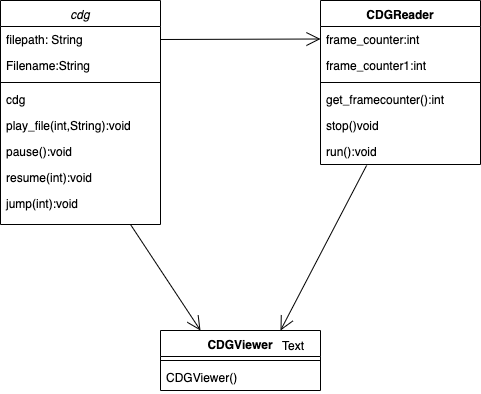 cdg
filepath: String
Filename:String
cdg
play_file(int,String):void
pause():void
resume(int):void
jump(int):void
CDGReader
frame_counter:int
frame_counter1:int
get_framecounter():int
stop()void
run():void
CDGViewer Text
CDGViewer()